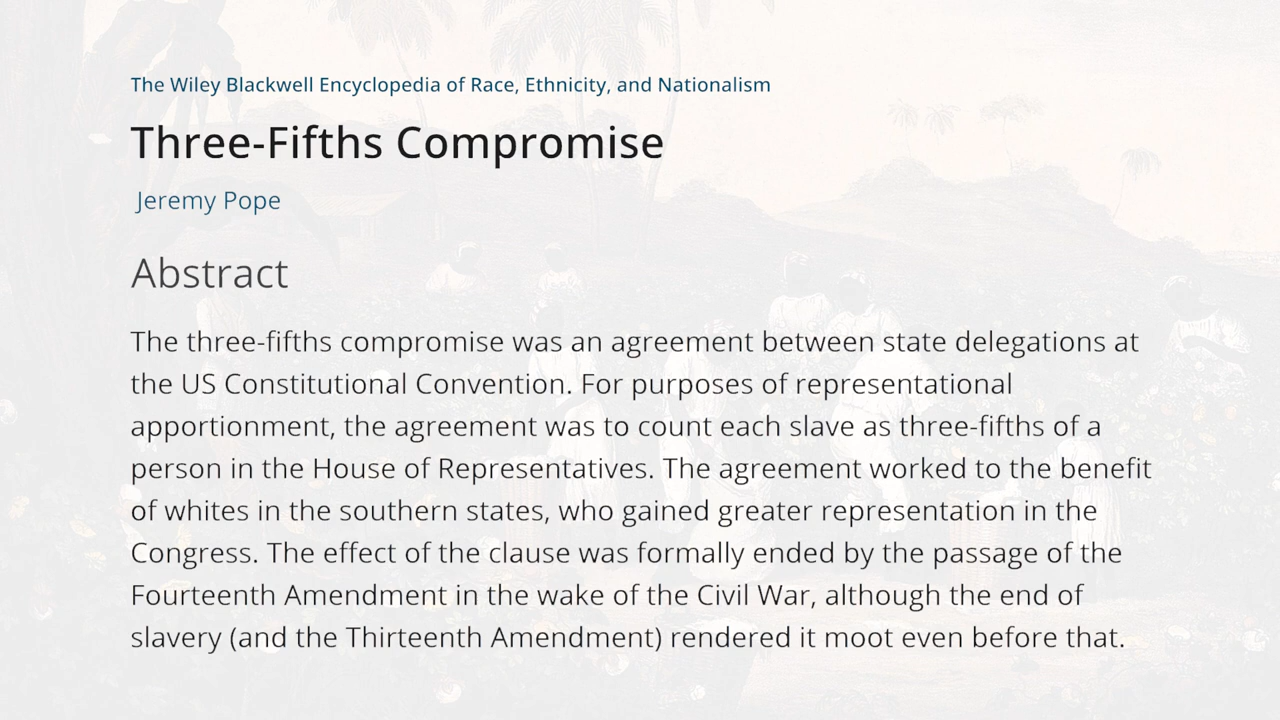 The Wiley Blackwell Encyclopedia of Race, Ethnicity, and Nationalism
Three-Fifths Compromise
Jeremy Pope
Abstract
The three-fifths compromise was an agreement between state delegations at
the US Constitutional Convention. For purposes of representational
apportionment, the agreement was to count each slave as three-fifths of a
person in the House of Representatives. The agreement worked to the benefit
of whites in the southern states, who gained greater representation in the
Congress. The effect of the clause was formally ended by the passage of the
Fourteenth Amendment in the wake of the Civil War, although the end of
slavery (and the Thirteenth Amendment) rendered it moot even before that.